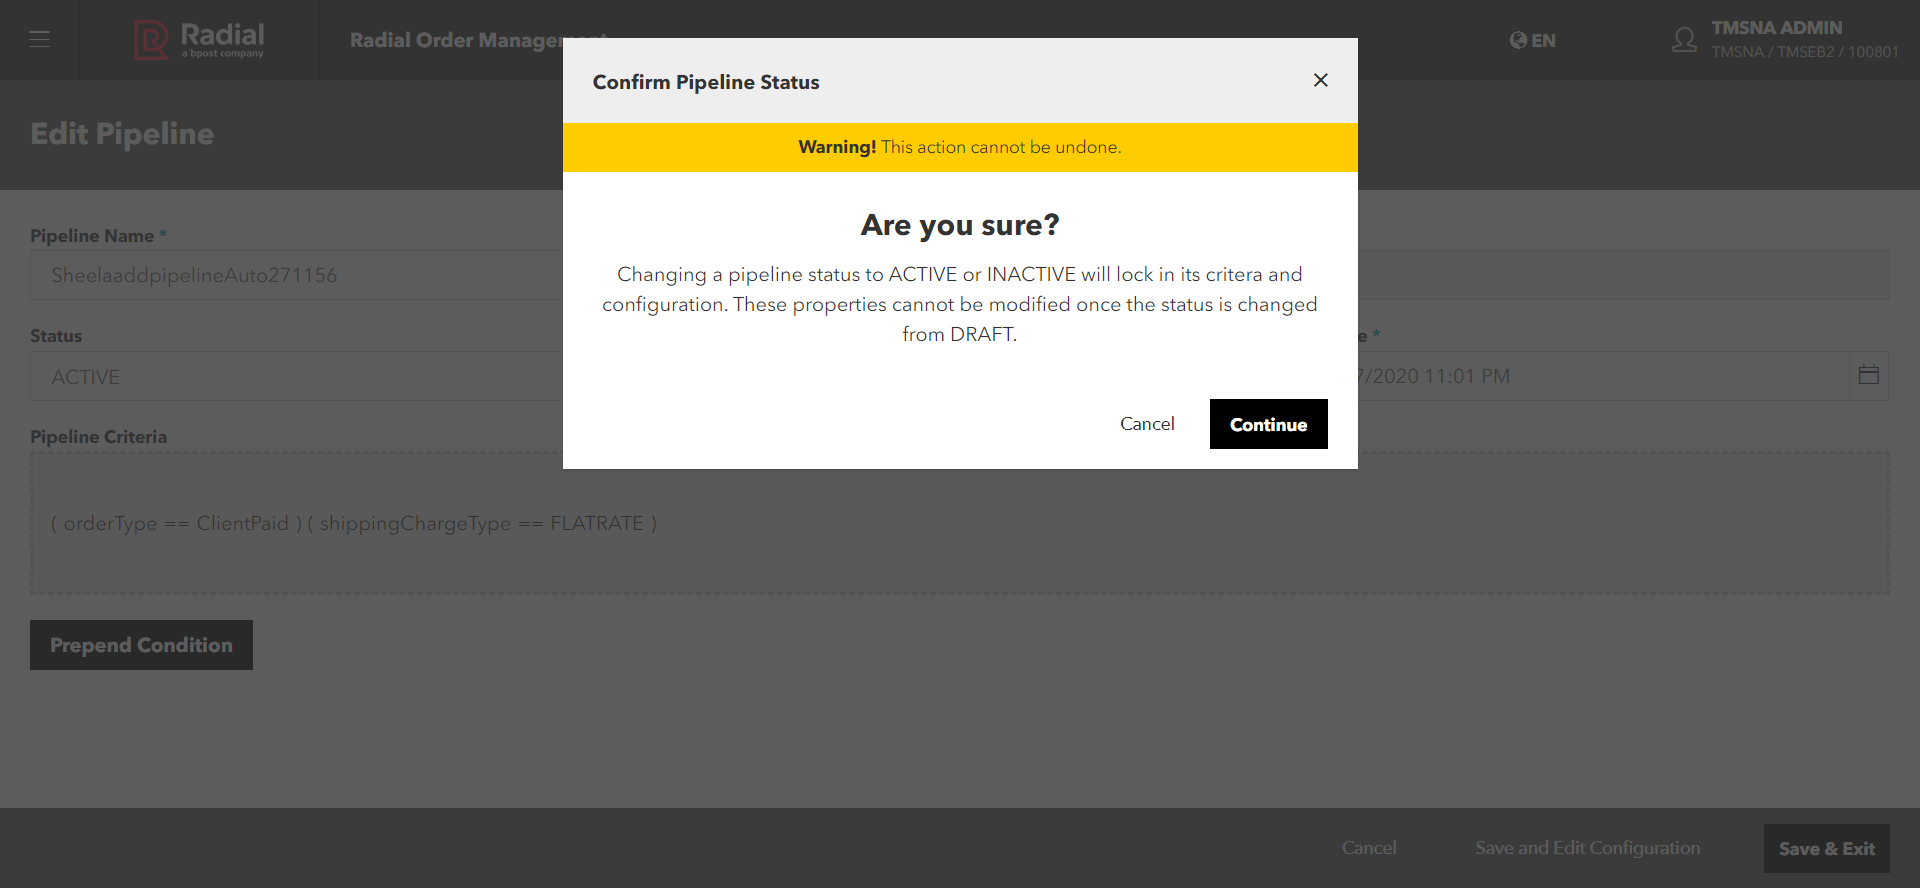 Radial
a bpost company
Radial Order Management
EN
TMSNA ADMIN
TMSNA / TMSEB2 / 100801
Confirm Pipeline Status
Warning! This action cannot be undone.
Edit Pipeline
Are you sure?
Changing a pipeline status to ACTIVE or INACTIVE will lock in its critera and
configuration. These properties cannot be modified once the status is changed
from DRAFT.
Cancel
Continue
Pipeline Name *
SheelaaddpipelineAuto271156
Status
ACTIVE
7/2020 11:01 PM
Pipeline Criteria
( orderType == ClientPaid ) ( shippingChargeType == FLATRATE )
Prepend Condition
Cancel
Save and Edit Configuration
Save & Exit